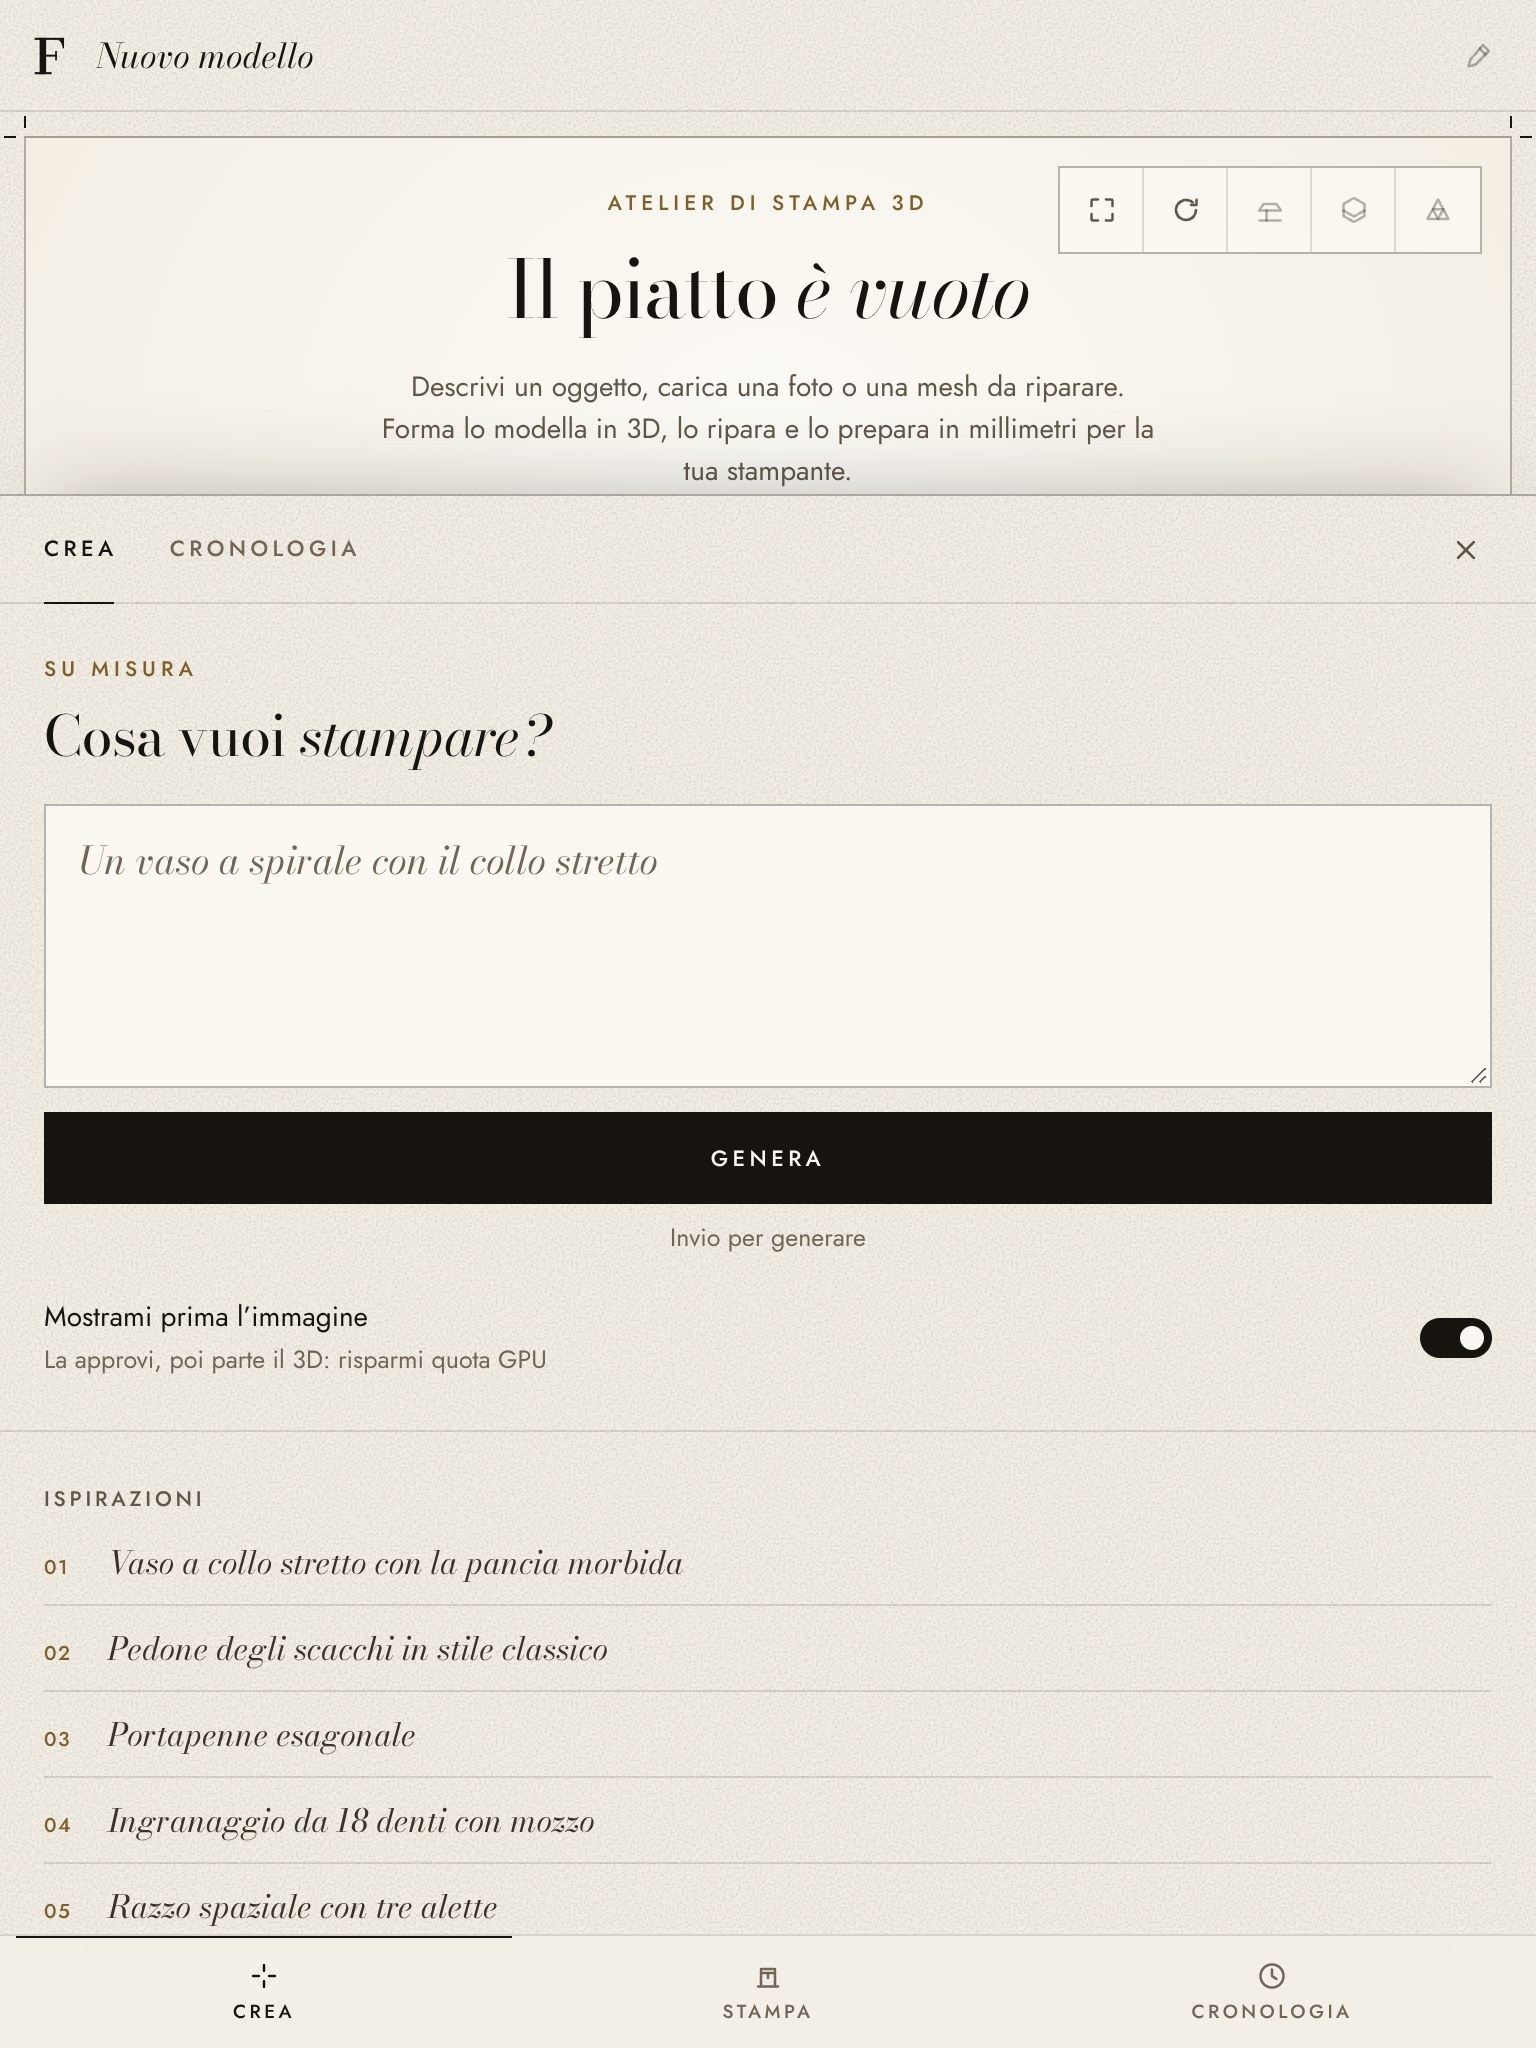 F Nuovo modello
ATELIER DI STAMPA 3D
Il piatto è vuoto
Descrivi un oggetto, carica una foto o una mesh da riparare.
Forma lo modella in 3D, lo ripara e lo prepara in millimetri per la
tua stampante.
CREA CRONOLOGIA
SU MISURA
Cosa vuoi stampare?
Un vaso a spirale con il collo stretto
GENERA
Invio per generare
Mostrami prima l’immagine
La approvi, poi parte il 3D: risparmi quota GPU
ISPIRAZIONI
01 Vaso a collo stretto con la pancia morbida
02 Pedone degli scacchi in stile classico
03 Portapenne esagonale
04 Ingranaggio da 18 denti con mozzo
05 Razzo spaziale con tre alette
CREA STAMPA CRONOLOGIA